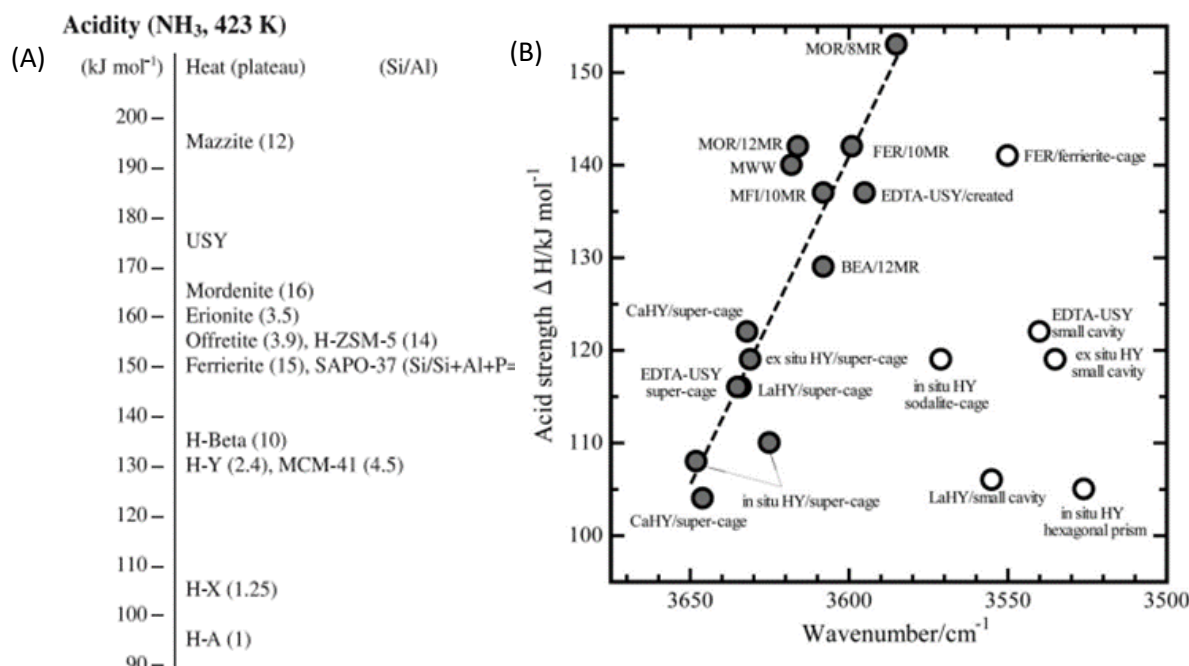 Acidity (NH₃, 423 K)
(A)
(kJ mol⁻¹) Heat (plateau) (Si/Al)
200
Mazzite (12)
190
180
USY
170
Mordenite (16)
160 Erionite (3.5)
Offretite (3.9), H-ZSM-5 (14)
150 Ferrierite (15), SAPO-37 (Si/Si+Al+P=
140
H-Beta (10)
130 H-Y (2.4), MCM-41 (4.5)
120
110
H-X (1.25)
100
H-A (1)
90
(B)
Acid strength ΔH/kJ mol⁻¹
150
140
130
120
110
100
MOR/8MR
MOR/12MR
FER/10MR
FER/ferrierite-cage
MWW
MFI/10MR
EDTA-USY/created
BEA/12MR
CaHY/super-cage
EDTA-USY
small cavity
ex situ HY/super-cage
ex situ HY
small cavity
in situ HY
sodalite-cage
EDTA-USY
super-cage
LaHY/super-cage
in situ HY/super-cage
LaHY/small cavity
CaHY/super-cage
in situ HY
hexagonal prism
3650 3600 3550 3500
Wavenumber/cm⁻¹